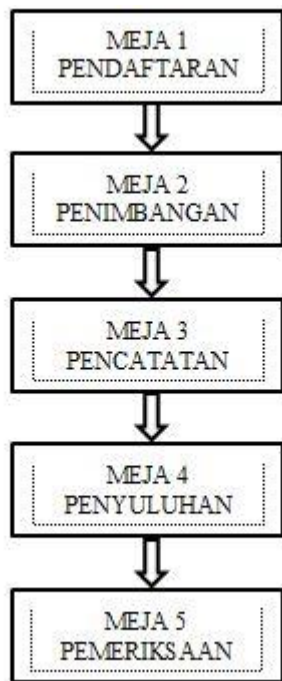 MEJA 1
PENDAFTARAN
MEJA 2
PENIMBANGAN
MEJA 3
PENCATATAN
MEJA 4
PENYULUHAN
MEJA 5
PEMERIKSAAN